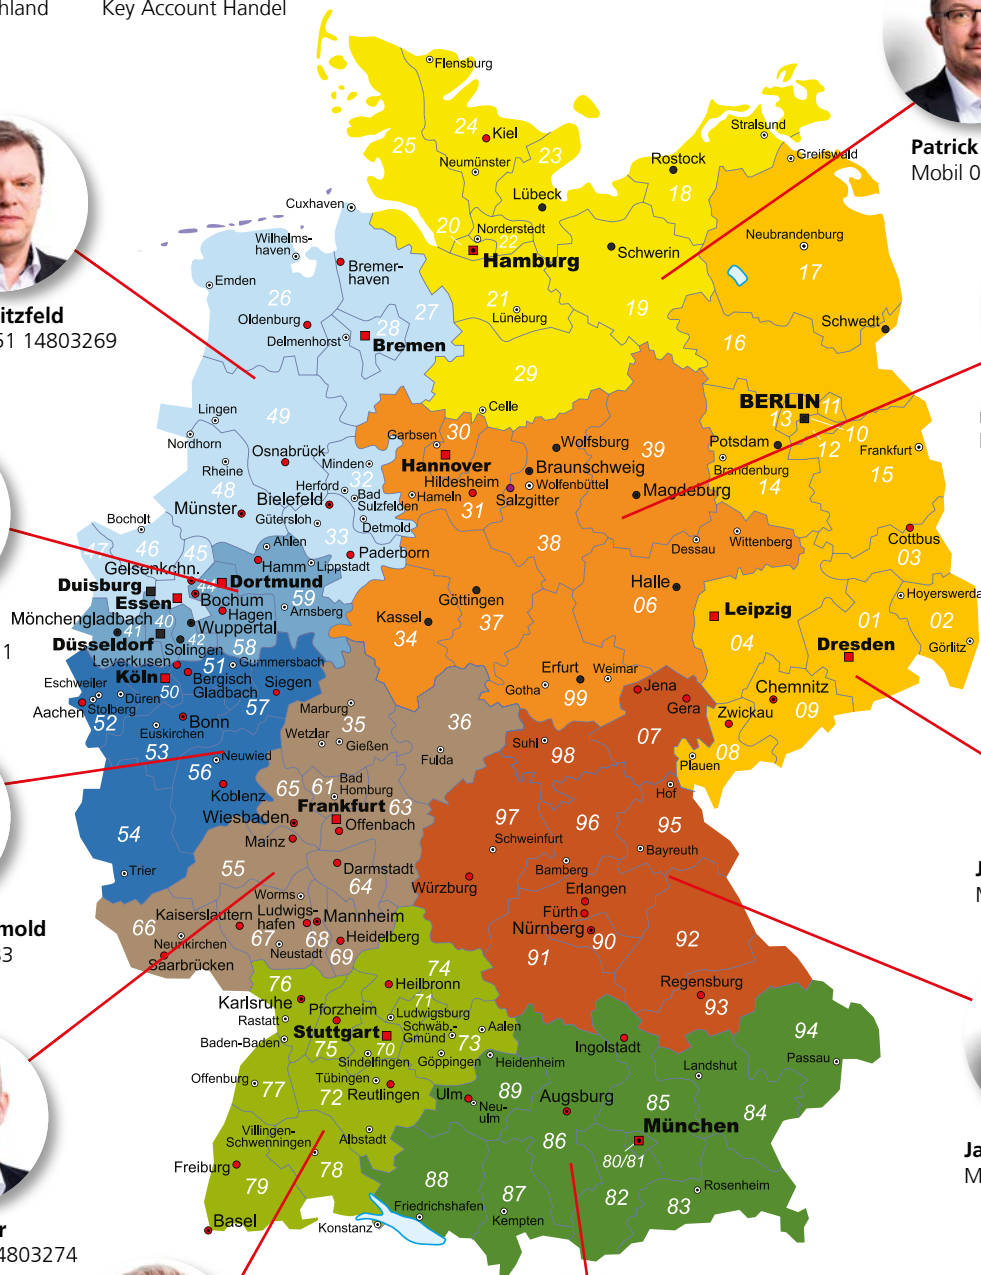 hland
Key Account Handel
Flensburg
24
Kiel
25
Neumünster
23
Stralsund
Greifswald
Rostock
18
Patrick
Mobil 0
Lübeck
Cuxhaven
20
Norderstedt
22
Hamburg
Schwerin
Neubrandenburg
17
Wilhelms-
haven
Bremer-
haven
Emden
26
27
21
Lüneburg
19
itzfeld
51 14803269
Oldenburg
28
Delmenhorst
Bremen
Schwedt
16
29
Celle
Lingen
49
Nordhorn
Osnabrück
Rheine
Minden
32
48
Herford
Bad
Sulzfelden
Bielefeld
Münster
Gütersloh
Detmold
33
Garbsen
30
Hannover
Hildesheim
Hameln
31
Wolfsburg
Braunschweig
Wolfenbüttel
Salzgitter
39
Magdeburg
38
BERLIN
11
13
10
12
Potsdam
Brandenburg
14
Frankfurt
15
Wittenberg
Dessau
Cottbus
03
Bocholt
47
46
45
Ahlen
Paderborn
Gelsenkchn.
Hamm
Lippstadt
44
Duisburg
Dortmund
59
Essen
Bochum
Arnsberg
Mönchengladbach
40
Hagen
41
Wuppertal
42
58
Düsseldorf
Solingen
1
Leverkusen
51
Gummersbach
Köln
50
Bergisch
Gladbach
Siegen
57
Eschweiler
Düren
Stolberg
Aachen
52
Euskirchen
Bonn
53
Göttingen
37
Kassel
34
Halle
06
Leipzig
04
Hoyerswerda
01
02
Dresden
Görlitz
Erfurt
Weimar
Gotha
99
Jena
Gera
07
Chemnitz
09
Zwickau
08
Plauen
Marburg
35
36
Wetzlar
Gießen
Fulda
Suhl
98
Neuwied
56
Koblenz
65
61
Bad
Homburg
Frankfurt
63
Offenbach
Wiesbaden
Mainz
Hof
97
96
95
Schweinfurt
Bayreuth
54
55
Trier
Bamberg
Darmstadt
64
Würzburg
Erlangen
Fürth
Nürnberg
90
91
92
Worms
Kaiserslautern
Ludwigs-
hafen
Mannheim
66
67
68
Neunkirchen
Neustadt
69
Heidelberg
Saarbrücken
mold
33
J
M
Regensburg
93
74
76
Heilbronn
Karlsruhe
Pforzheim
71
Ludwigsburg
Rastatt
Schwäb.-
Gmünd
Aalen
Stuttgart
73
Baden-Baden
75
70
Sindelfingen
Göppingen
Heidenheim
Ingolstadt
94
Passau
Landshut
Offenburg
77
Tübingen
72
Reutlingen
Ulm
Neu-
ulm
89
Augsburg
85
84
Villingen-
Schwenningen
Albstadt
86
München
80/81
Freiburg
78
79
88
87
82
83
Rosenheim
Friedrichshafen
Kempten
Basel
Konstanz
Ja
M
r
4803274